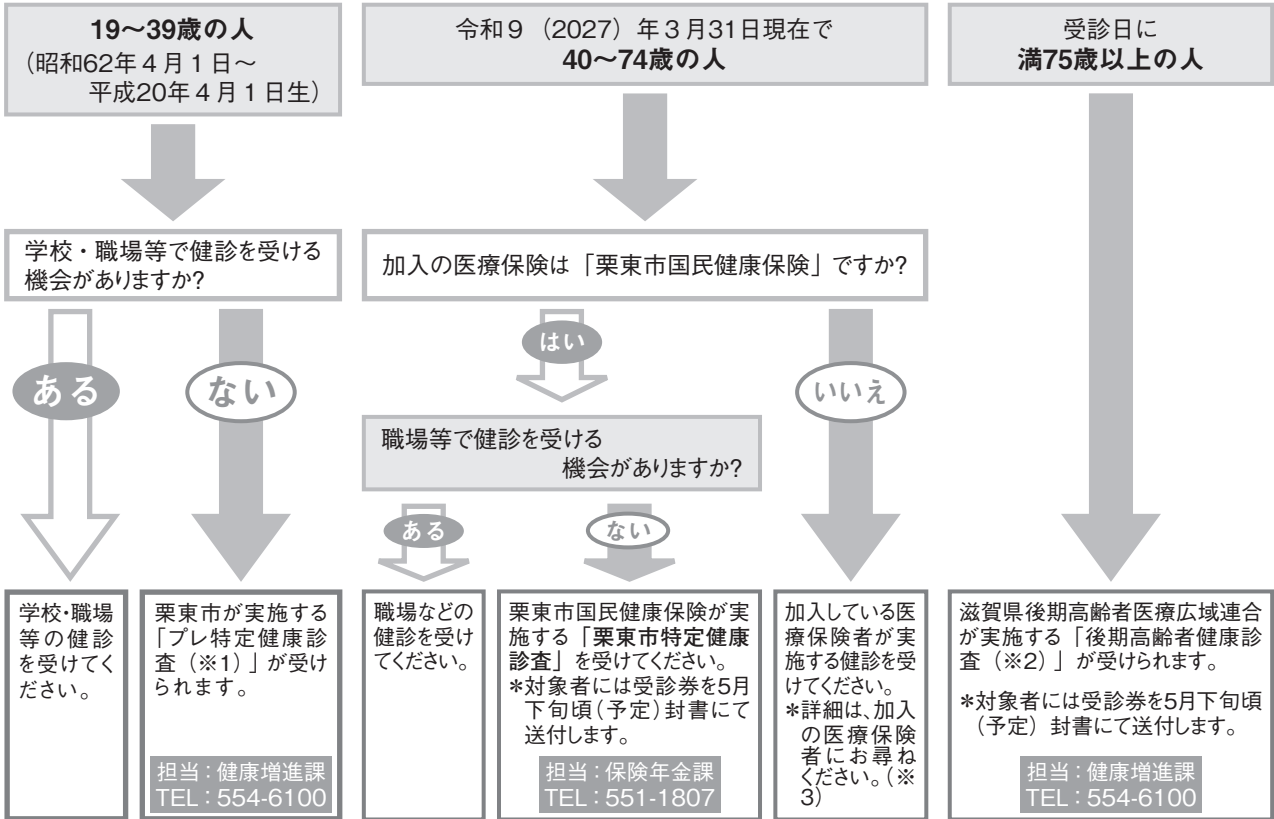 19〜39歳の人
（昭和62年４月１日〜
平成20年４月１日生）
令和９（2027）年３月31日現在で
40〜74歳の人
受診日に
満75歳以上の人
学校・職場等で健診を受ける
機会がありますか?
加入の医療保険は「栗東市国民健康保険」ですか?
はい
ある
ない
いいえ
職場等で健診を受ける
機会がありますか?
ある
ない
学校・職場
等の健診
を受けてく
ださい。
栗東市が実施する
「プレ特定健康診
査（※1）」が受け
られます。
担当：健康増進課
TEL：554-6100
職場などの
健診を受け
てください。
栗東市国民健康保険が実
施する「栗東市特定健康
診査」を受けてください。
＊対象者には受診券を5月
下旬頃（予定）封書にて
送付します。
担当：保険年金課
TEL：551-1807
加入している医
療保険者が実
施する健診を受
けてください。
＊詳細は、加入
の医療保険
者にお尋ね
ください。（※
3）
滋賀県後期高齢者医療広域連合
が実施する「後期高齢者健康診
査（※2）」が受けられます。
＊対象者には受診券を5月下旬頃
（予定）封書にて送付します。
担当：健康増進課
TEL：554-6100